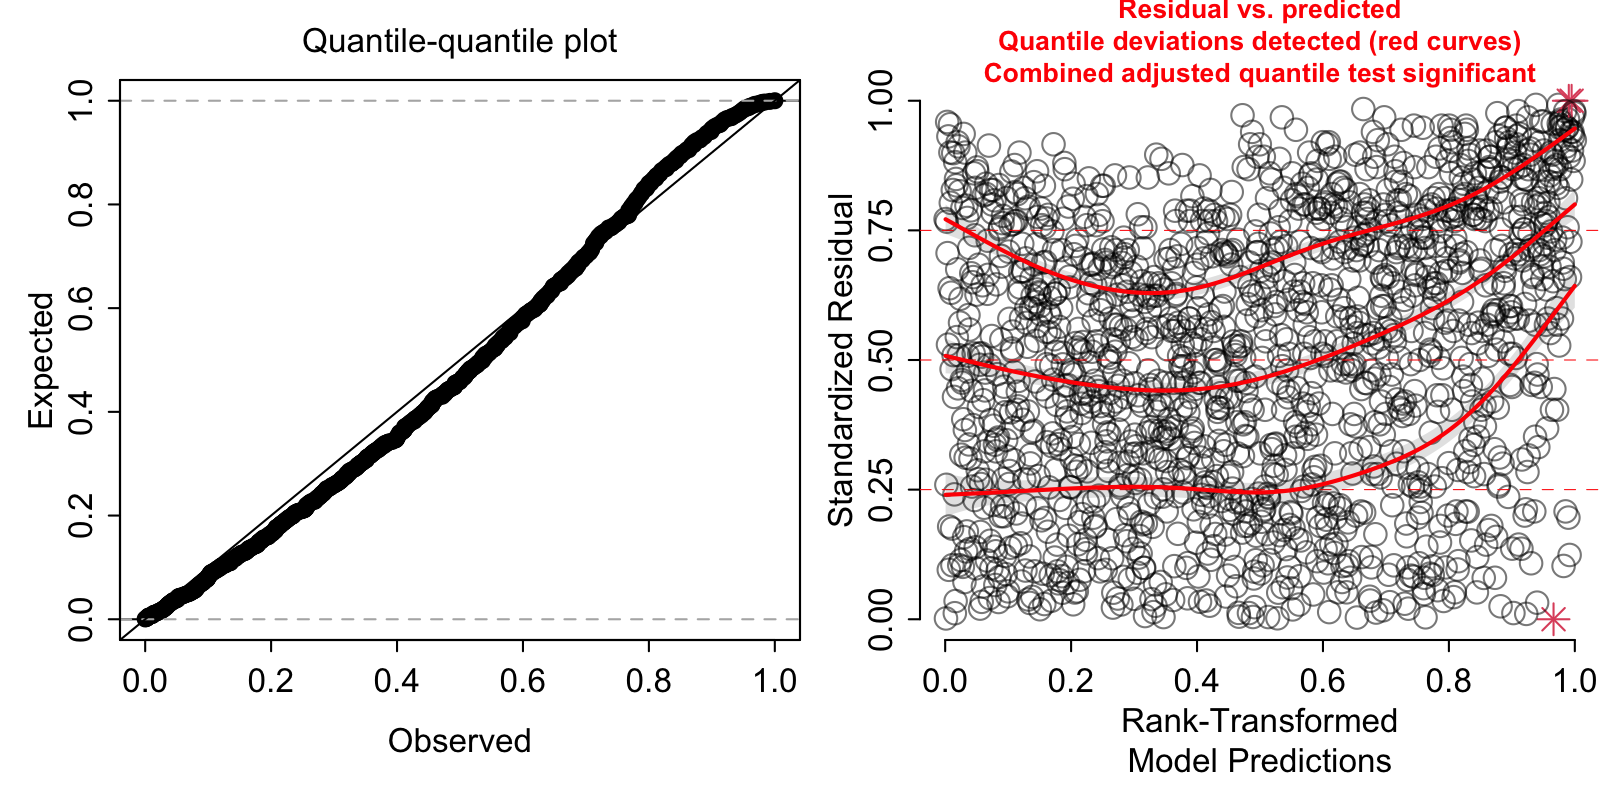 Quantile-quantile plot
Expected
0.0 0.2 0.4 0.6 0.8 1.0
0.0 0.2 0.4 0.6 0.8 1.0
Observed
Residual vs. predicted
Quantile deviations detected (red curves)
Combined adjusted quantile test significant
Standardized Residual
0.00 0.25 0.50 0.75 1.00
0.0 0.2 0.4 0.6 0.8 1.0
Rank-Transformed
Model Predictions